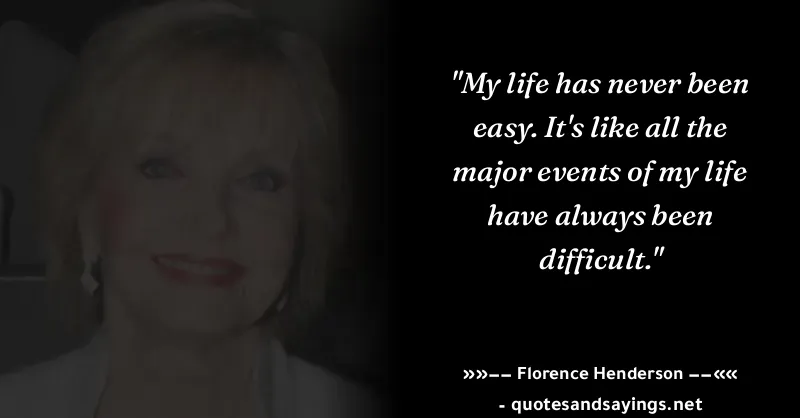 "My life has never been
easy. It's like all the
major events of my life
have always been
difficult."
»»−− Florence Henderson −−««
- quotesandsayings.net